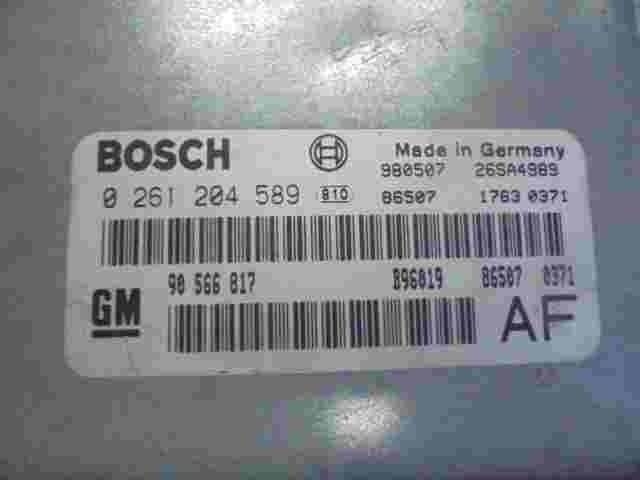 BOSCH Made in Germany
980507 26SA4989
0 261 204 589 810 86507 1763 0371
90 566 817 B96019 86507 0371
GM AF